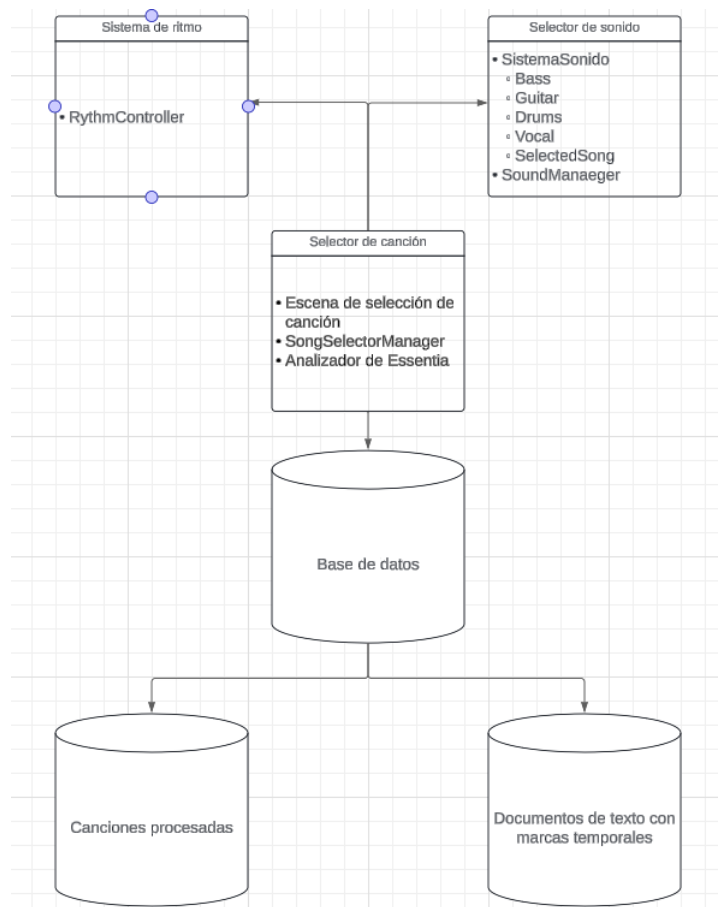 Sistema de ritmo
• RythmController
Selector de sonido
• SistemaSonido
▫ Bass
▫ Guitar
▫ Drums
▫ Vocal
▫ SelectedSong
• SoundManaeger
Selector de canción
• Escena de selección de
canción
• SongSelectorManager
• Analizador de Essentia
Base de datos
Canciones procesadas
Documentos de texto con
marcas temporales